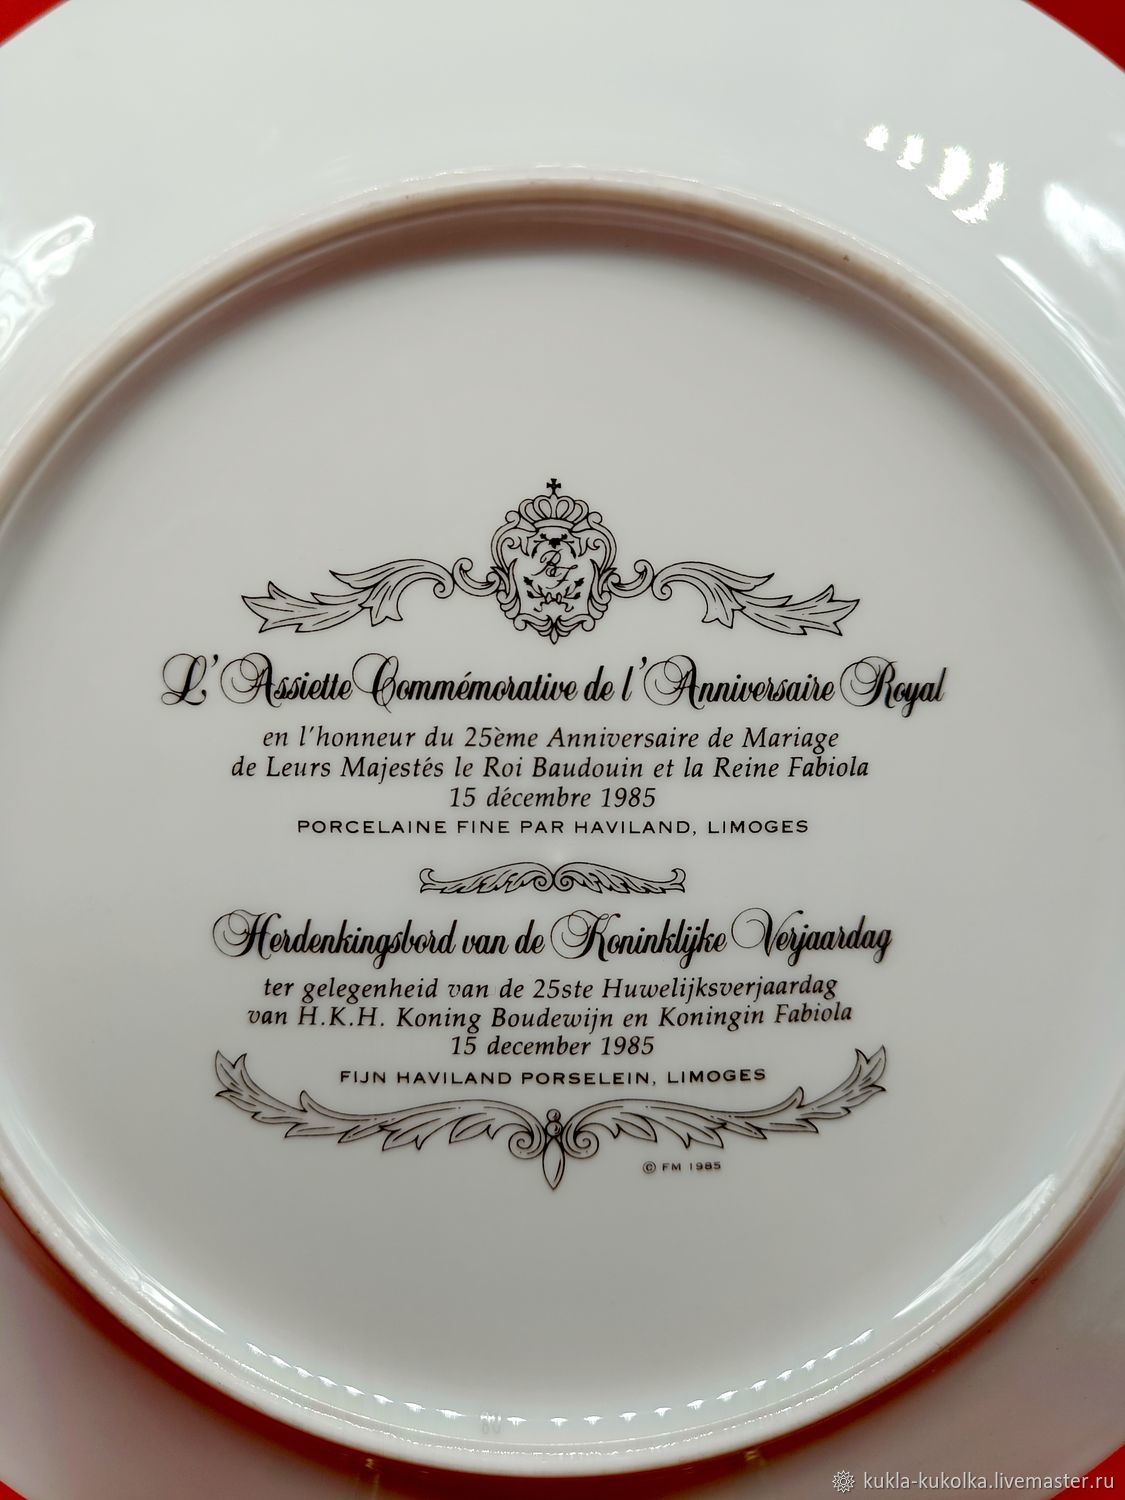 L'Assiette Commémorative de l'Anniversaire Royal
en l'honneur du 25ème Anniversaire de Mariage
de Leurs Majestés le Roi Baudouin et la Reine Fabiola
15 décembre 1985
PORCELAINE FINE PAR HAVILAND, LIMOGES
Herdenkingsbord van de Koninklijke Verjaardag
ter gelegenheid van de 25ste Huwelijksverjaardag
van H.K.H. Koning Boudewijn en Koningin Fabiola
15 december 1985
FIJN HAVILAND PORSELEIN, LIMOGES
© FM 1985
kukla-kukolka.livemaster.ru